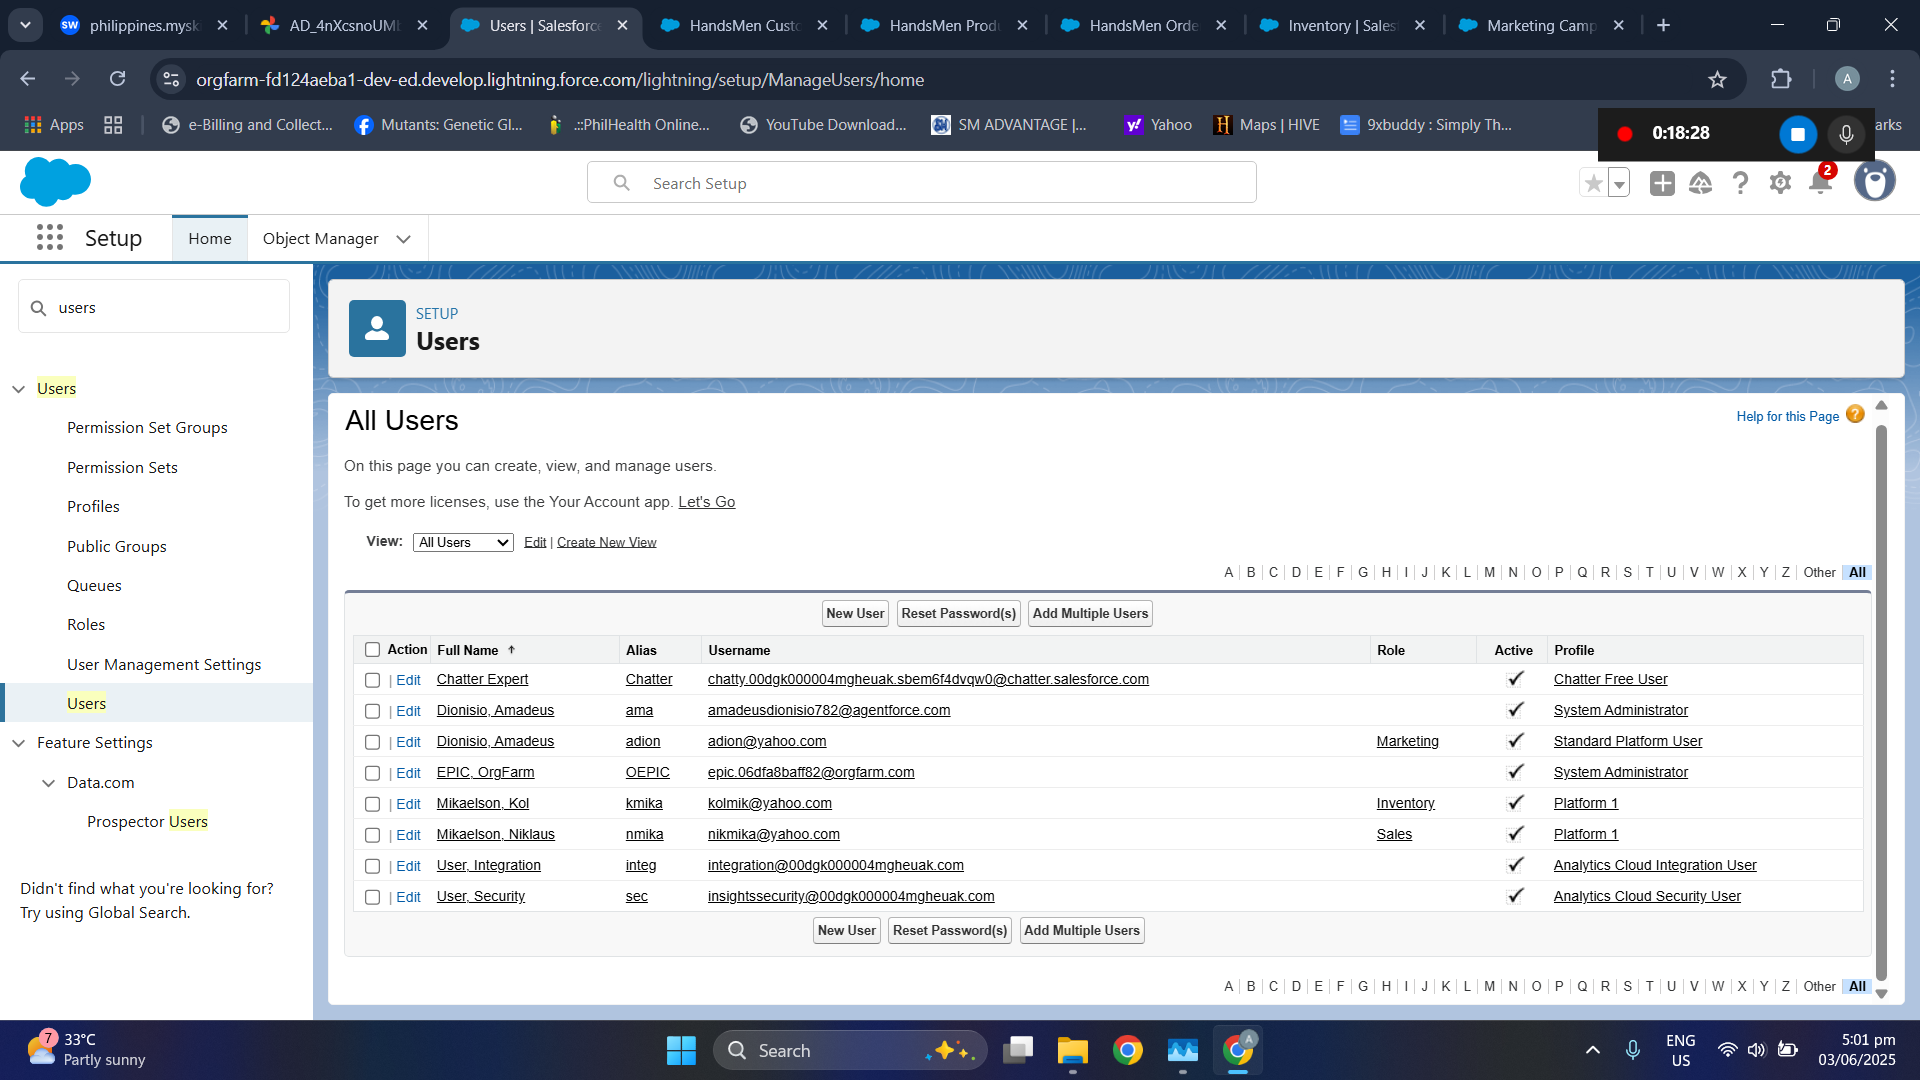 philippines.mysk
AD_4nXcsnoUM
Users | Salesforce
HandsMen Cust
HandsMen Produ
HandsMen Orde
Inventory | Sales
Marketing Camp
orgfarm-fd124aeba1-dev-ed.develop.lightning.force.com/lightning/setup/ManageUsers/home
A
Apps
e-Billing and Collect...
Mutants: Genetic Gl...
.::PhilHealth Online...
YouTube Download...
SM ADVANTAGE |...
Yahoo
Maps | HIVE
9xbuddy : Simply Th...
0:18:28
arks
Search Setup
2
Setup
Home
Object Manager
users
Users
Permission Set Groups
Permission Sets
Profiles
Public Groups
Queues
Roles
User Management Settings
Users
Feature Settings
Data.com
Prospector Users
Didn't find what you're looking for?
Try using Global Search.
SETUP
Users
All Users
Help for this Page
On this page you can create, view, and manage users.
To get more licenses, use the Your Account app. Let's Go
View: All Users Edit | Create New View
A B C D E F G H I J K L M N O P Q R S T U V W X Y Z Other All
New User Reset Password(s) Add Multiple Users
Action Full Name Alias Username Role Active Profile
| Edit Chatter Expert Chatter chatty.00dgk000004mgheuak.sbem6f4dvqw0@chatter.salesforce.com Chatter Free User
| Edit Dionisio, Amadeus ama amadeusdionisio782@agentforce.com System Administrator
| Edit Dionisio, Amadeus adion adion@yahoo.com Marketing Standard Platform User
| Edit EPIC, OrgFarm OEPIC epic.06dfa8baff82@orgfarm.com System Administrator
| Edit Mikaelson, Kol kmika kolmik@yahoo.com Inventory Platform 1
| Edit Mikaelson, Niklaus nmika nikmika@yahoo.com Sales Platform 1
| Edit User, Integration integ integration@00dgk000004mgheuak.com Analytics Cloud Integration User
| Edit User, Security sec insightssecurity@00dgk000004mgheuak.com Analytics Cloud Security User
New User Reset Password(s) Add Multiple Users
A B C D E F G H I J K L M N O P Q R S T U V W X Y Z Other All
7
33°C
Partly sunny
Search
A
ENG
US
5:01 pm
03/06/2025